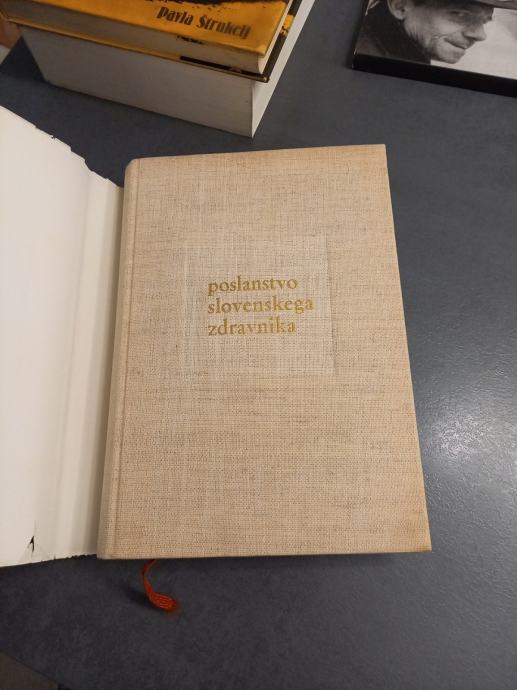 Pavla Štrukelj
poslanstvo
slovenskega
zdravnika